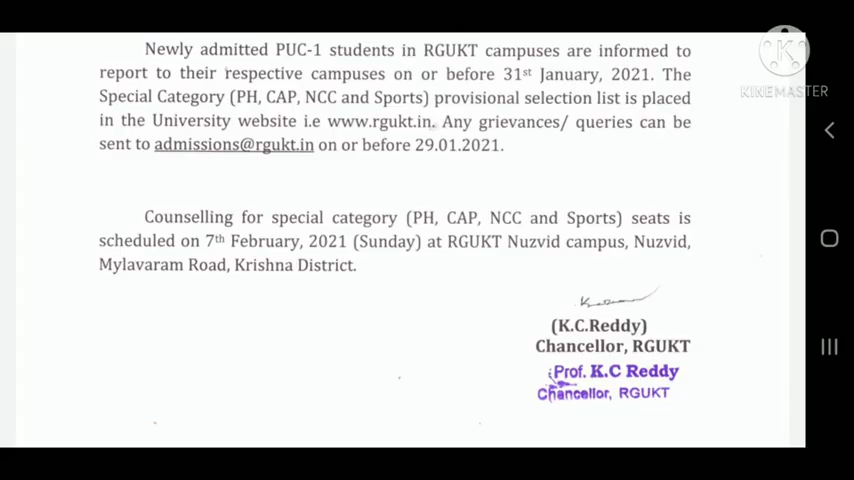 Newly admitted PUC-1 students in RGUKT campuses are informed to
report to their respective campuses on or before 31st January, 2021. The
Special Category (PH, CAP, NCC and Sports) provisional selection list is placed
in the University website i.e www.rgukt.in. Any grievances/ queries can be
sent to admissions@rgukt.in on or before 29.01.2021.
Counselling for special category (PH, CAP, NCC and Sports) seats is
scheduled on 7th February, 2021 (Sunday) at RGUKT Nuzvid campus, Nuzvid,
Mylavaram Road, Krishna District.
(K.C.Reddy)
Chancellor, RGUKT
Prof. K.C Reddy
Chancellor, RGUKT
K
KINEMASTER